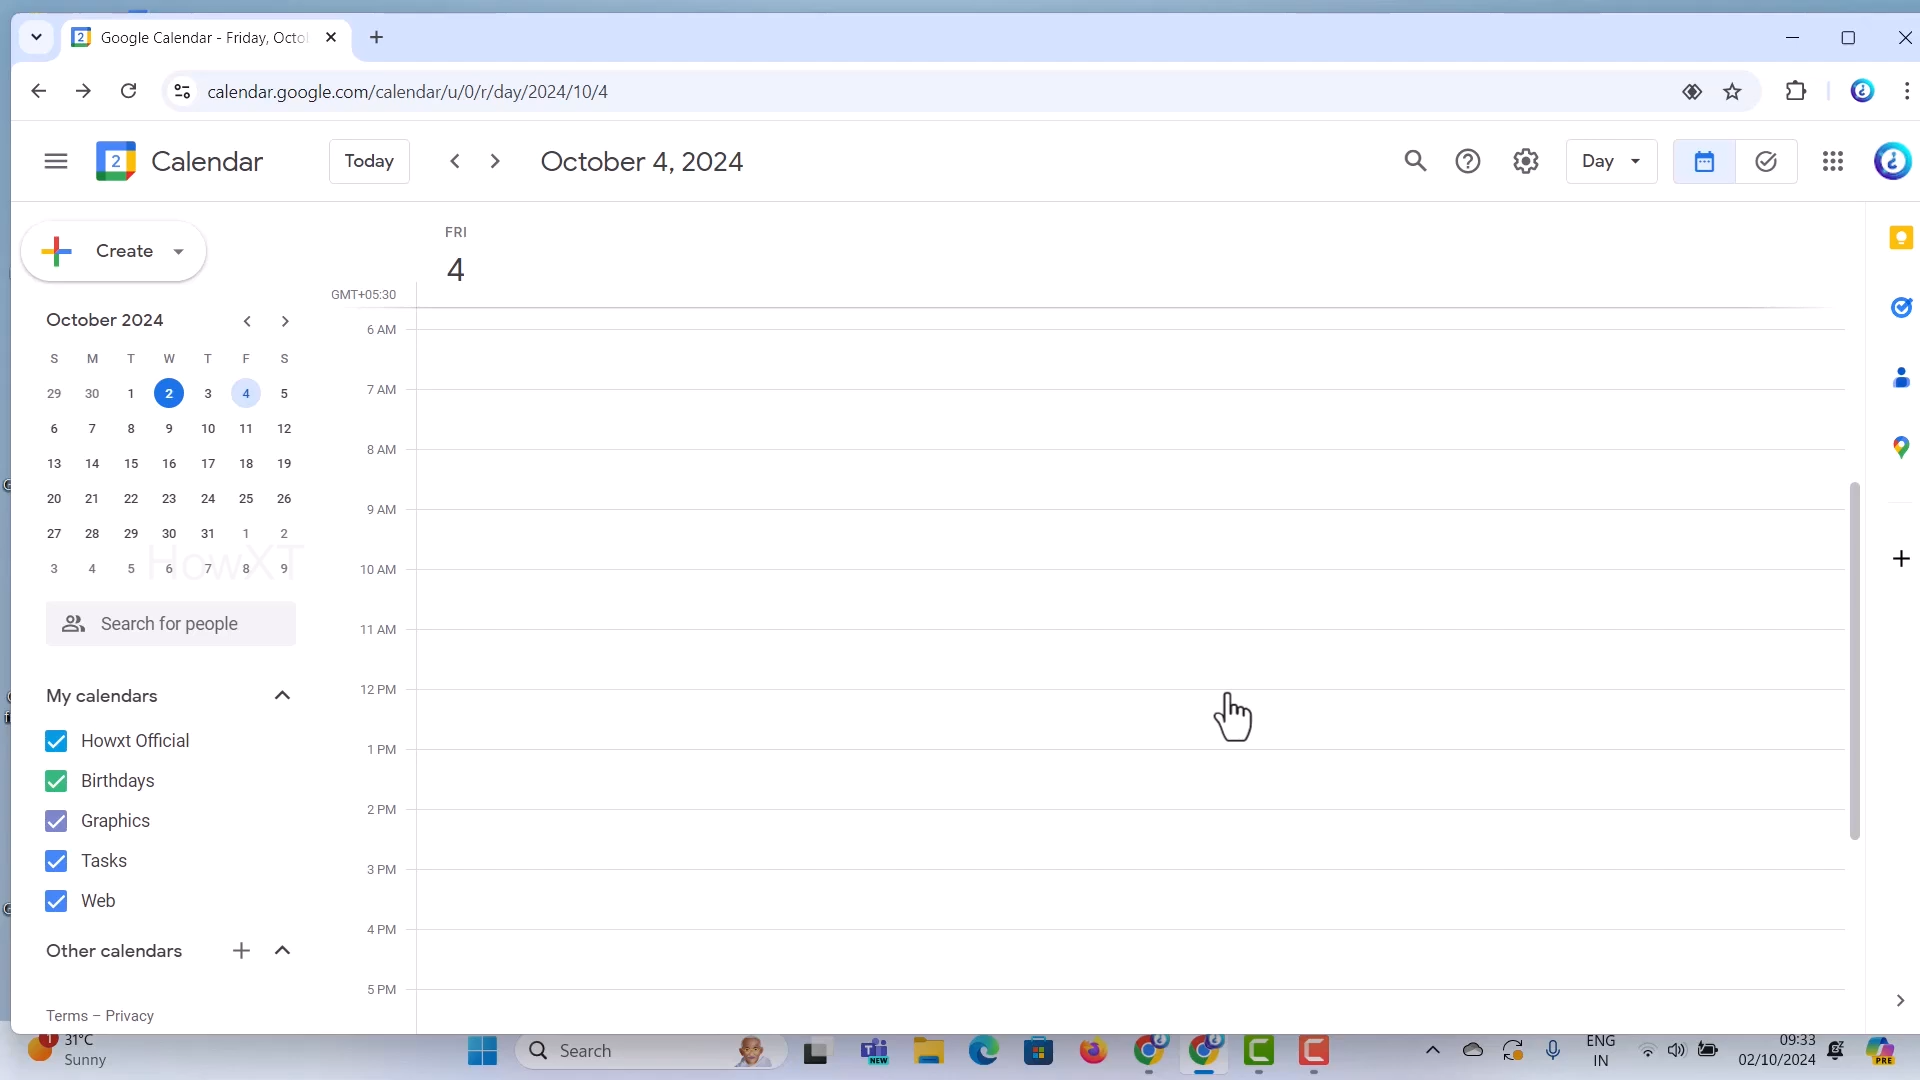 Google Calendar - Friday, Octo
calendar.google.com/calendar/u/0/r/day/2024/10/4
2 Calendar
Today
October 4, 2024
Day
Create
FRI
4
GMT+05:30
October 2024
S M T W T F S
29 30 1 2 3 4 5
6 7 8 9 10 11 12
13 14 15 16 17 18 19
20 21 22 23 24 25 26
27 28 29 30 31 1 2
3 4 5 6 7 8 9
HowXT
Search for people
My calendars
Howxt Official
Birthdays
Graphics
Tasks
Web
Other calendars
Terms – Privacy
6 AM
7 AM
8 AM
9 AM
10 AM
11 AM
12 PM
1 PM
2 PM
3 PM
4 PM
5 PM
1
31°C
Sunny
Search
NEW
ENG
IN
09:33
02/10/2024
PRE